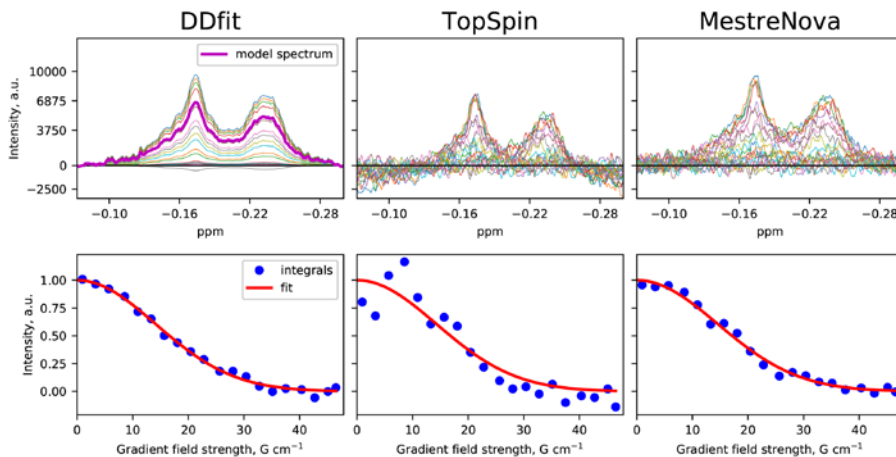 DDfit TopSpin MestreNova
model spectrum
10000
6875
3750
0
−2500
Intensity, a.u.
−0.10 −0.16 −0.22 −0.28 −0.10 −0.16 −0.22 −0.28 −0.10 −0.16 −0.22 −0.28
ppm ppm ppm
integrals
fit
1.00
0.75
0.50
0.25
0.00
Intensity, a.u.
0 10 20 30 40 0 10 20 30 40 0 10 20 30 40
Gradient field strength, G cm⁻¹ Gradient field strength, G cm⁻¹ Gradient field strength, G cm⁻¹